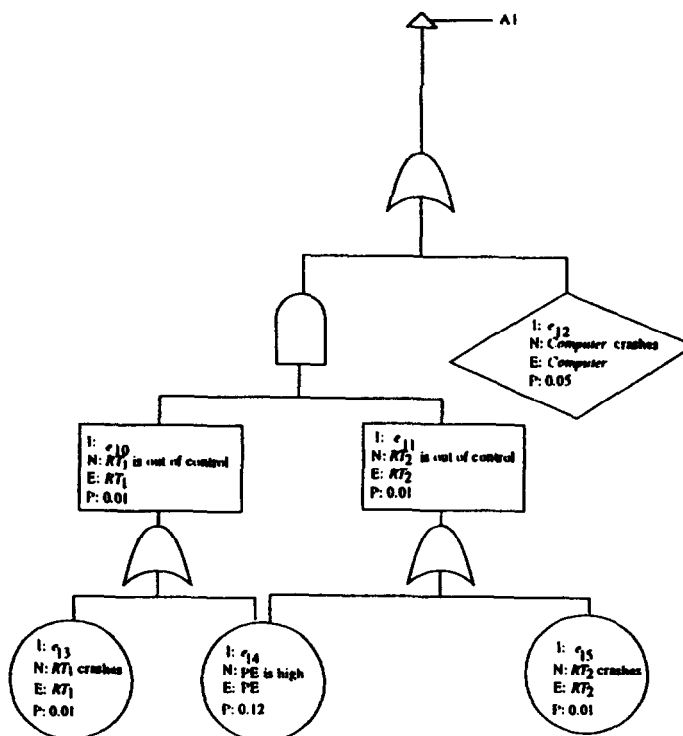 A1
I: e12
N: Computer crashes
E: Computer
P: 0.05
I: e10
N: RT1 is out of control
E: RT1
P: 0.01
I: e11
N: RT2 is out of control
E: RT2
P: 0.01
I: e13
N: RT1 crashes
E: RT1
P: 0.01
I: e14
N: PE is high
E: PE
P: 0.12
I: e15
N: RT2 crashes
E: RT2
P: 0.01